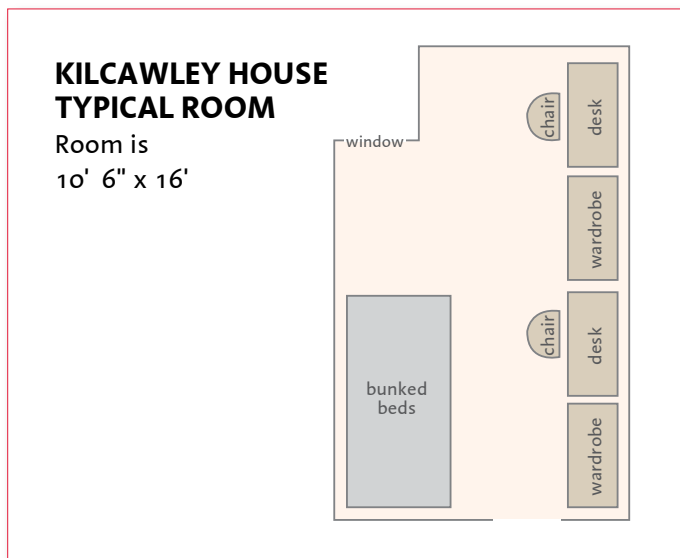 KILCAWLEY HOUSE
TYPICAL ROOM
Room is
10' 6" x 16'
window
chair
desk
wardrobe
chair
desk
bunked
beds
wardrobe